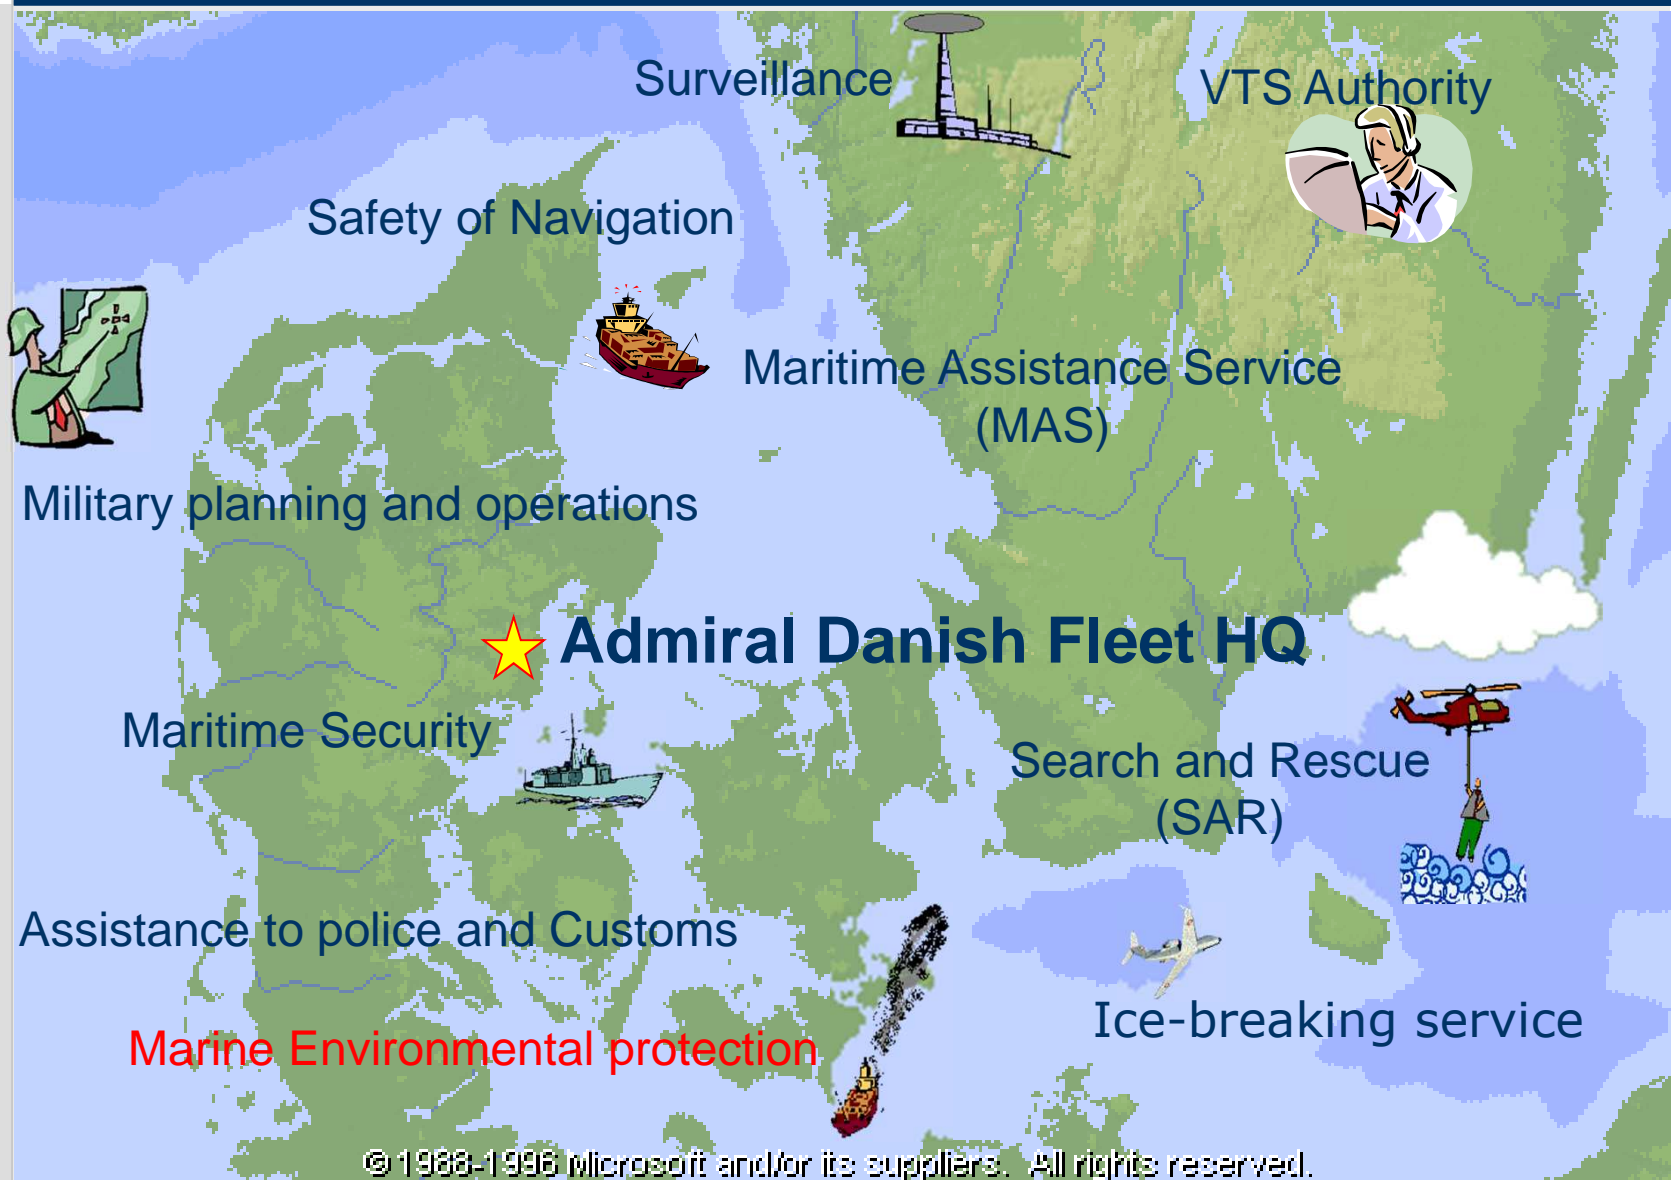 Surveillance
VTS Authority
Safety of Navigation
Maritime Assistance Service
(MAS)
Military planning and operations
Admiral Danish Fleet HQ
Maritime Security
Search and Rescue
(SAR)
Assistance to police and Customs
Ice-breaking service
Marine Environmental protection
© 1988-1996 Microsoft and/or its suppliers. All rights reserved.